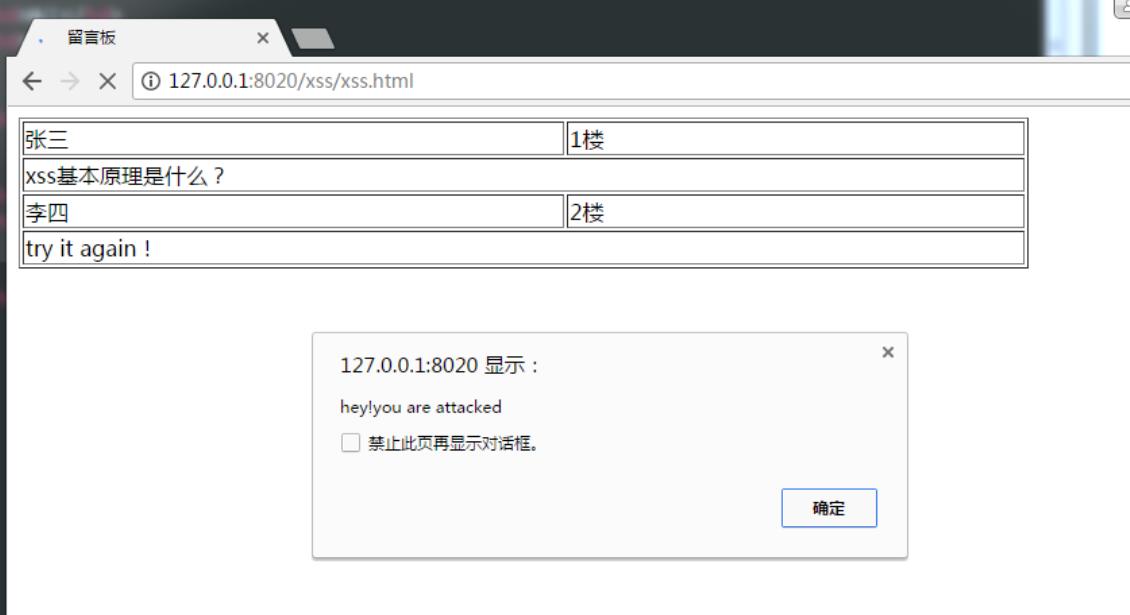 留言板
127.0.0.1:8020/xss/xss.html
张三 1楼
xss基本原理是什么？
李四 2楼
try it again！
127.0.0.1:8020 显示：
hey!you are attacked
禁止此页再显示对话框。
确定